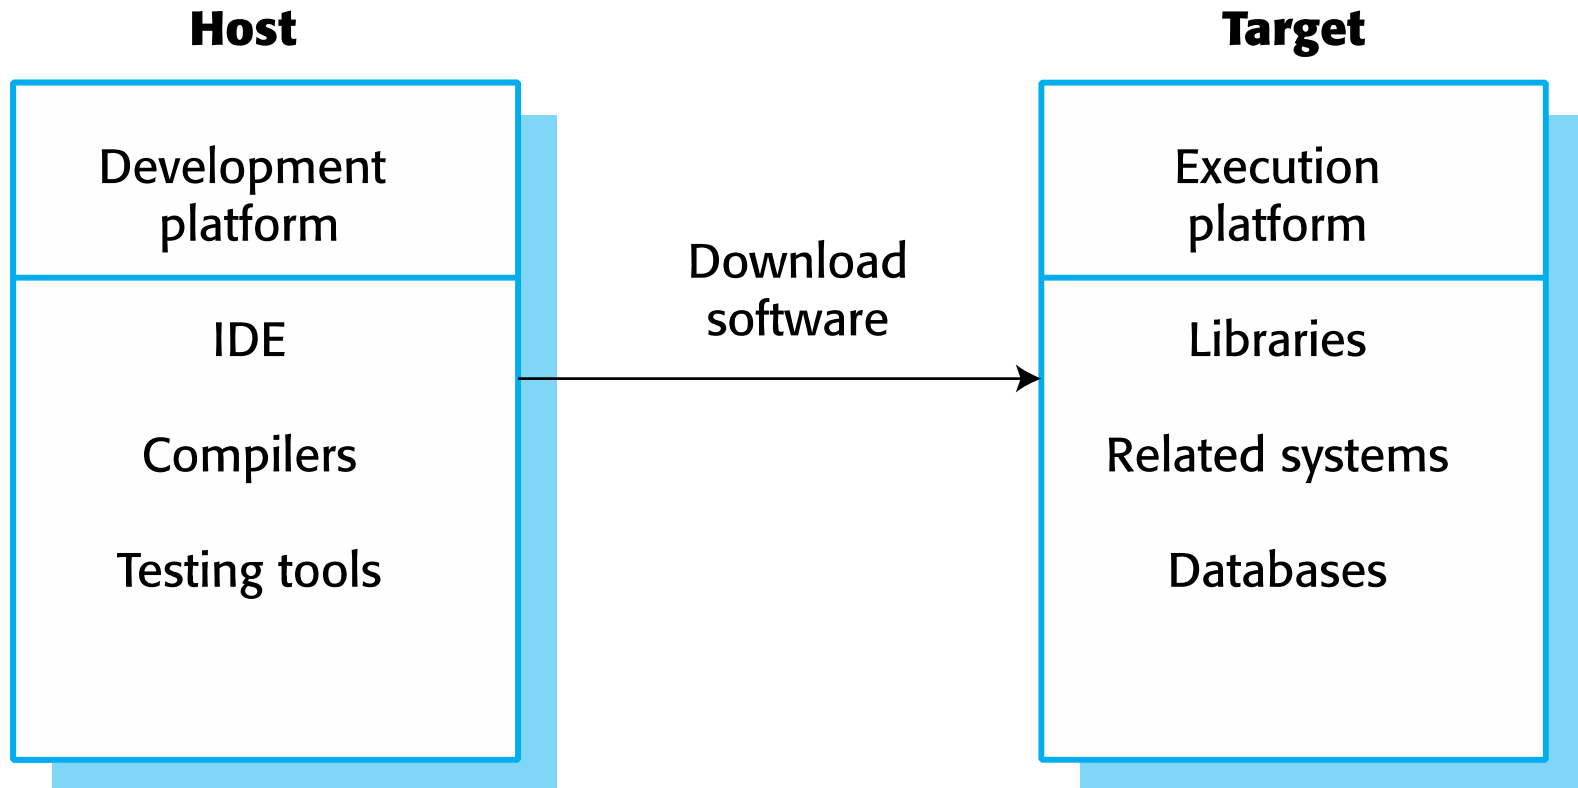 Host
Development
platform
IDE
Compilers
Testing tools
Download
software
Target
Execution
platform
Libraries
Related systems
Databases